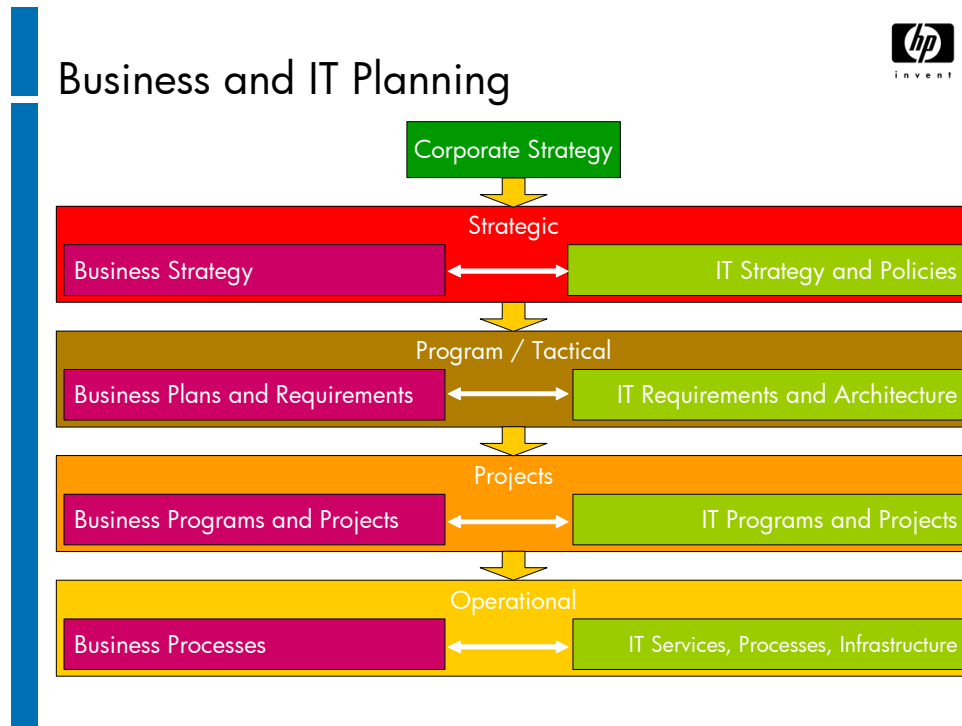 hp
invent
Business and IT Planning
Corporate Strategy
Strategic
Business Strategy
IT Strategy and Policies
Program / Tactical
Business Plans and Requirements
IT Requirements and Architecture
Projects
Business Programs and Projects
IT Programs and Projects
Operational
Business Processes
IT Services, Processes, Infrastructure